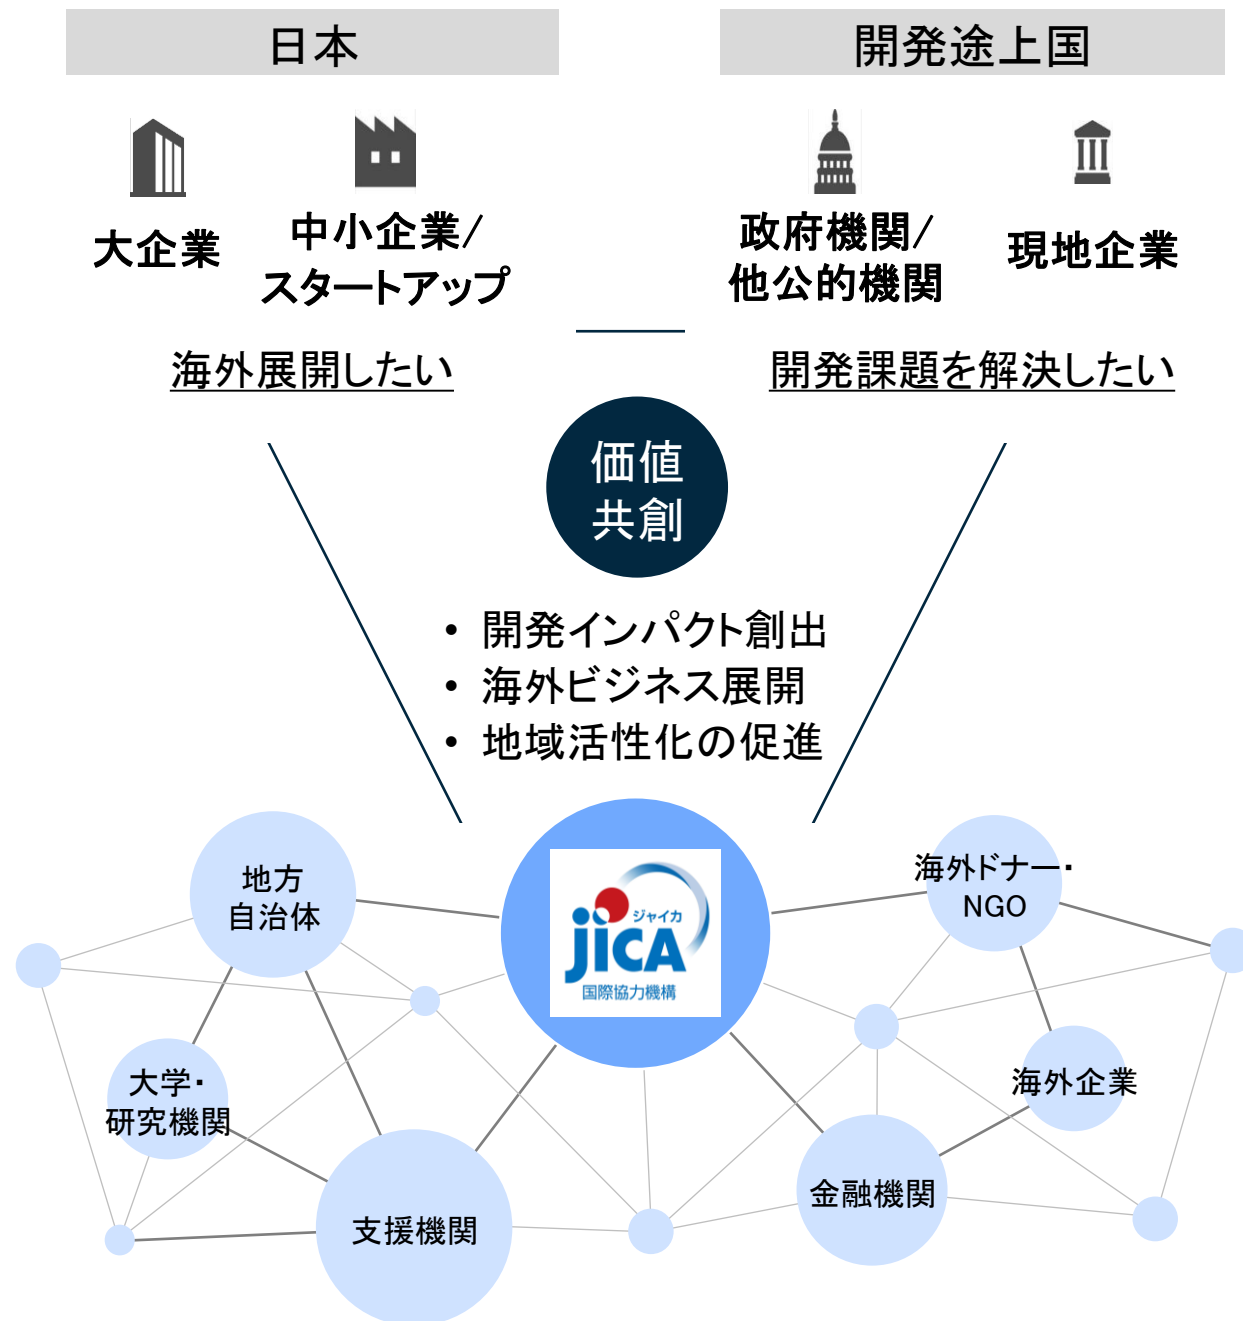 日本
開発途上国
大企業
中小企業/
スタートアップ
政府機関/
他公的機関
現地企業
海外展開したい
開発課題を解決したい
価値
共創
• 開発インパクト創出
• 海外ビジネス展開
• 地域活性化の促進
地方
自治体
ジャイカ
jICA
国際協力機構
海外ドナー・
NGO
大学・
研究機関
海外企業
支援機関
金融機関